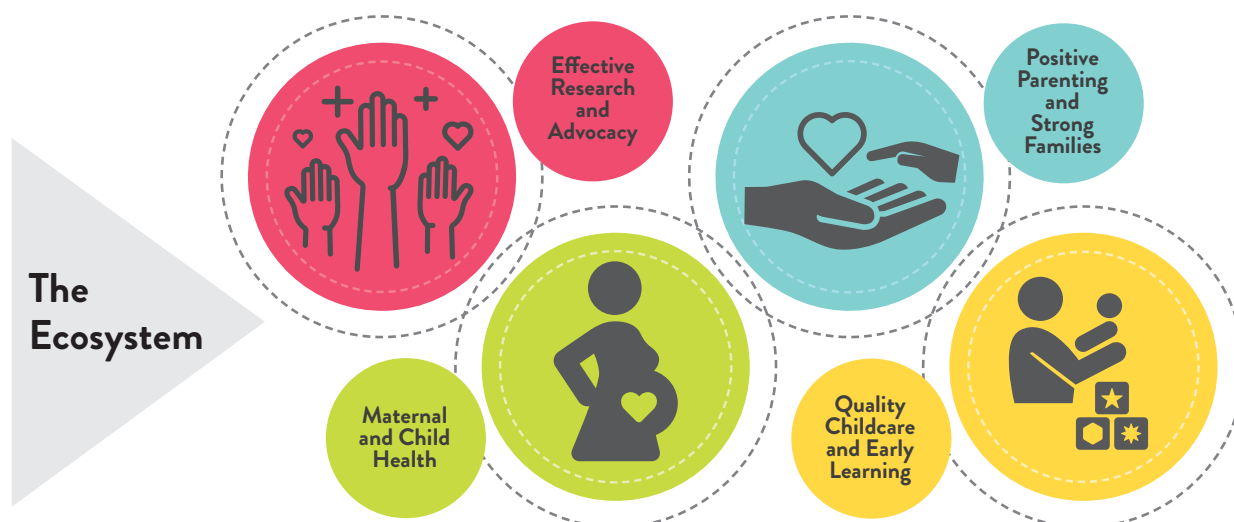 The
Ecosystem
Effective
Research
and
Advocacy
Maternal
and Child
Health
Positive
Parenting
and
Strong
Families
Quality
Childcare
and Early
Learning